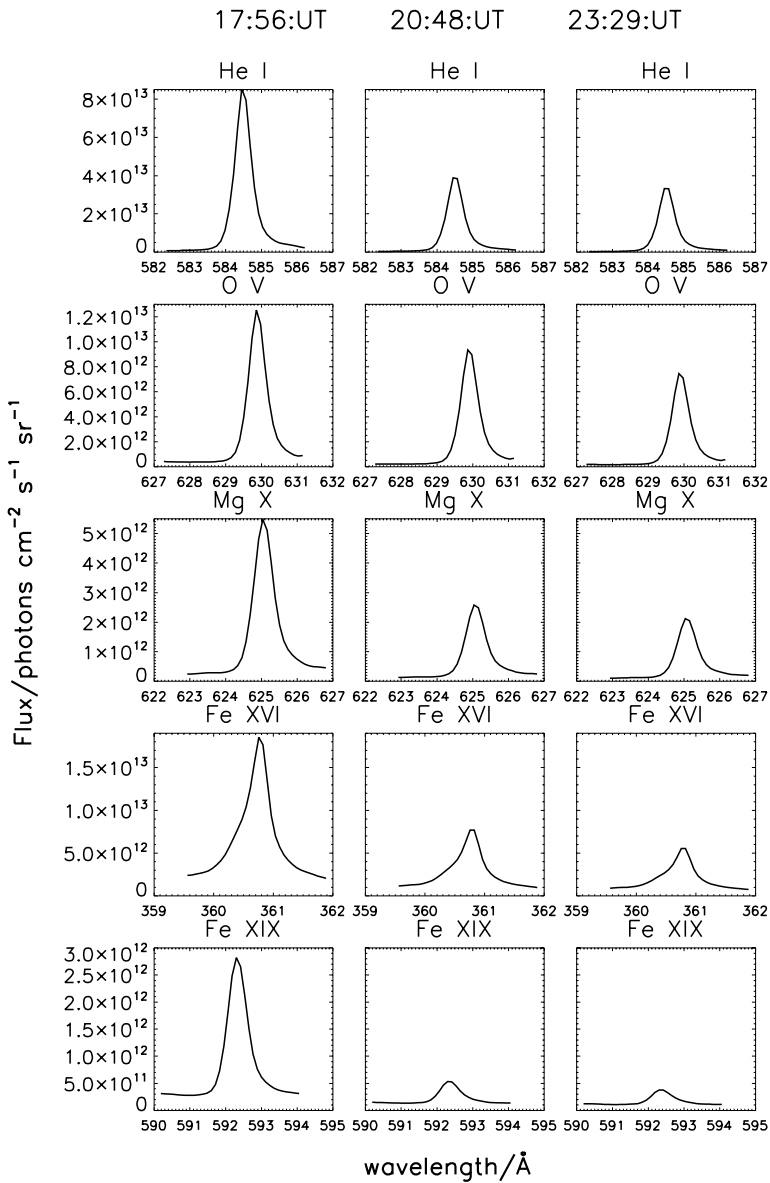 17:56:UT 20:48:UT 23:29:UT
He I He I He I
8×10¹³
6×10¹³
4×10¹³
2×10¹³
0
582 583 584 585 586 587 582 583 584 585 586 587 582 583 584 585 586 587
O V O V O V
1.2×10¹³
1.0×10¹³
8.0×10¹²
6.0×10¹²
4.0×10¹²
2.0×10¹²
0
627 628 629 630 631 632 627 628 629 630 631 632 627 628 629 630 631 632
Mg X Mg X Mg X
5×10¹²
4×10¹²
3×10¹²
2×10¹²
1×10¹²
0
622 623 624 625 626 627 622 623 624 625 626 627 622 623 624 625 626 627
Fe XVI Fe XVI Fe XVI
1.5×10¹³
1.0×10¹³
5.0×10¹²
0
359 360 361 362 359 360 361 362 359 360 361 362
Fe XIX Fe XIX Fe XIX
3.0×10¹²
2.5×10¹²
2.0×10¹²
1.5×10¹²
1.0×10¹²
5.0×10¹¹
0
590 591 592 593 594 595 590 591 592 593 594 595 590 591 592 593 594 595
Flux/photons cm⁻² s⁻¹ sr⁻¹
wavelength/Å